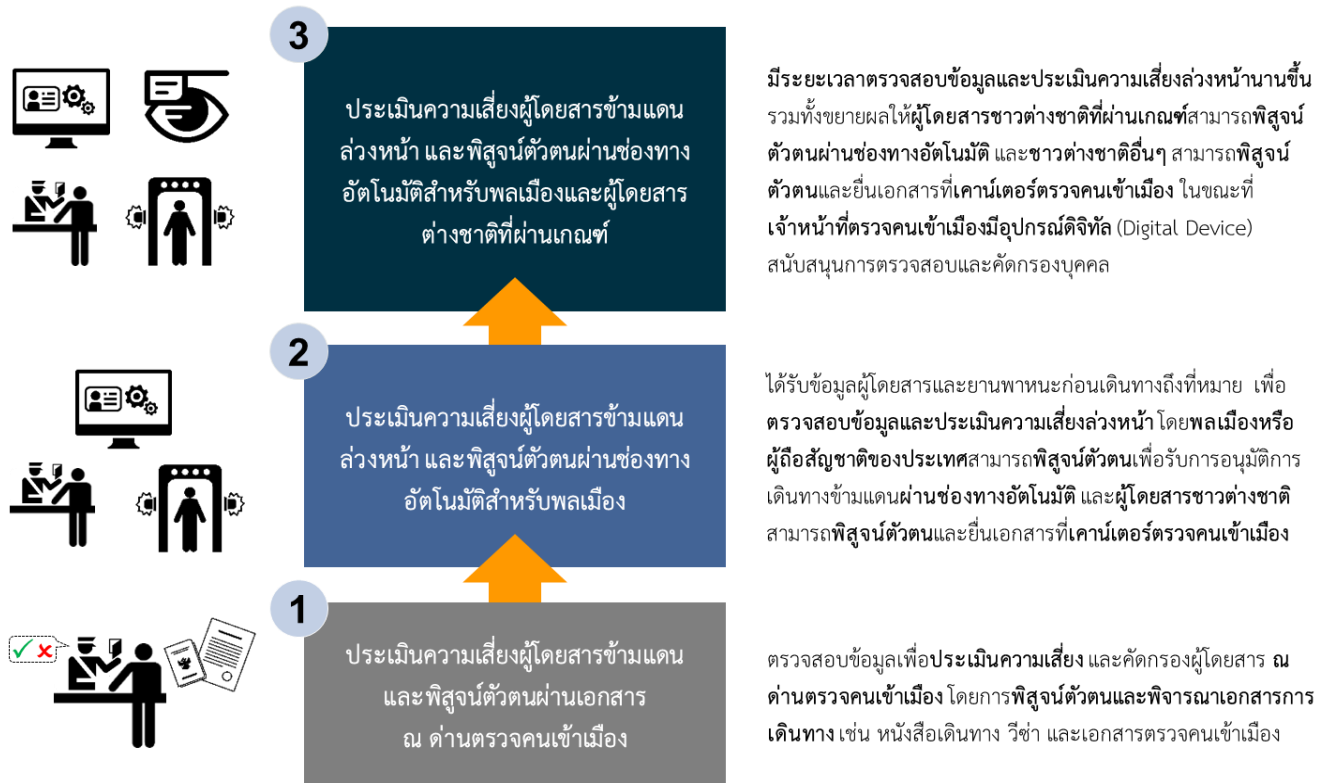 3
ประเมินความเสี่ยงผู้โดยสารข้ามแดน
ล่วงหน้า และพิสูจน์ตัวตนผ่านช่องทาง
อัตโนมัติสำหรับพลเมืองและผู้โดยสาร
ต่างชาติที่ผ่านเกณฑ์
มีระยะเวลาตรวจสอบข้อมูลและประเมินความเสี่ยงล่วงหน้านานขึ้น
รวมทั้งขยายผลให้ผู้โดยสารชาวต่างชาติที่ผ่านเกณฑ์สามารถพิสูจน์
ตัวตนผ่านช่องทางอัตโนมัติ และชาวต่างชาติอื่นๆ สามารถพิสูจน์
ตัวตนและยื่นเอกสารที่เคาน์เตอร์ตรวจคนเข้าเมือง ในขณะที่
เจ้าหน้าที่ตรวจคนเข้าเมืองมีอุปกรณ์ดิจิทัล (Digital Device)
สนับสนุนการตรวจสอบและคัดกรองบุคคล
2
ประเมินความเสี่ยงผู้โดยสารข้ามแดน
ล่วงหน้า และพิสูจน์ตัวตนผ่านช่องทาง
อัตโนมัติสำหรับพลเมือง
ได้รับข้อมูลผู้โดยสารและยานพาหนะก่อนเดินทางถึงที่หมาย เพื่อ
ตรวจสอบข้อมูลและประเมินความเสี่ยงล่วงหน้า โดยพลเมืองหรือ
ผู้ถือสัญชาติของประเทศสามารถพิสูจน์ตัวตนเพื่อรับการอนุมัติการ
เดินทางข้ามแดนผ่านช่องทางอัตโนมัติ และผู้โดยสารชาวต่างชาติ
สามารถพิสูจน์ตัวตนและยื่นเอกสารที่เคาน์เตอร์ตรวจคนเข้าเมือง
1
ประเมินความเสี่ยงผู้โดยสารข้ามแดน
และพิสูจน์ตัวตนผ่านเอกสาร
ณ ด่านตรวจคนเข้าเมือง
ตรวจสอบข้อมูลเพื่อประเมินความเสี่ยง และคัดกรองผู้โดยสาร ณ
ด่านตรวจคนเข้าเมือง โดยการพิสูจน์ตัวตนและพิจารณาเอกสารการ
เดินทาง เช่น หนังสือเดินทาง วีซ่า และเอกสารตรวจคนเข้าเมือง